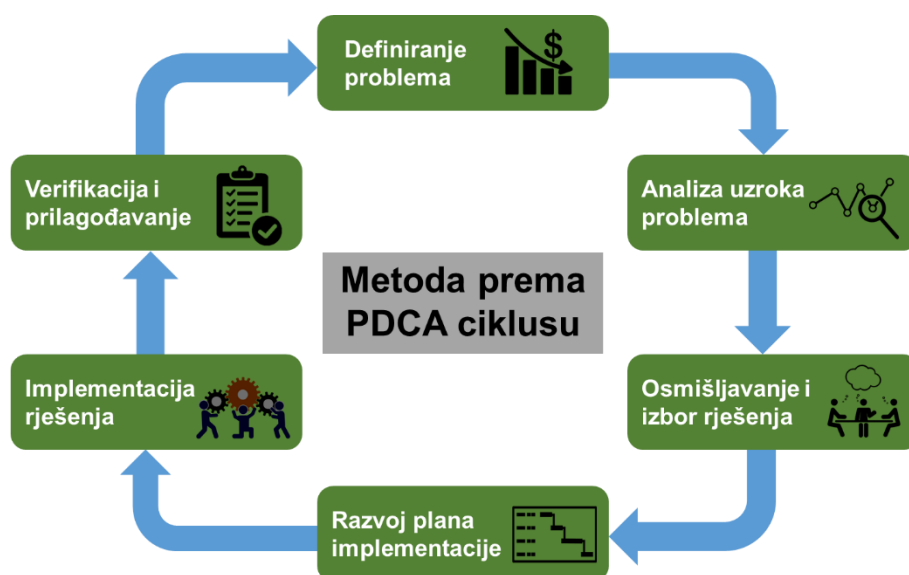 Definiranje
problema
$
Analiza uzroka
problema
Osmišljavanje i
izbor rješenja
Razvoj plana
implementacije
Implementacija
rješenja
Verifikacija i
prilagođavanje
Metoda prema
PDCA ciklusu